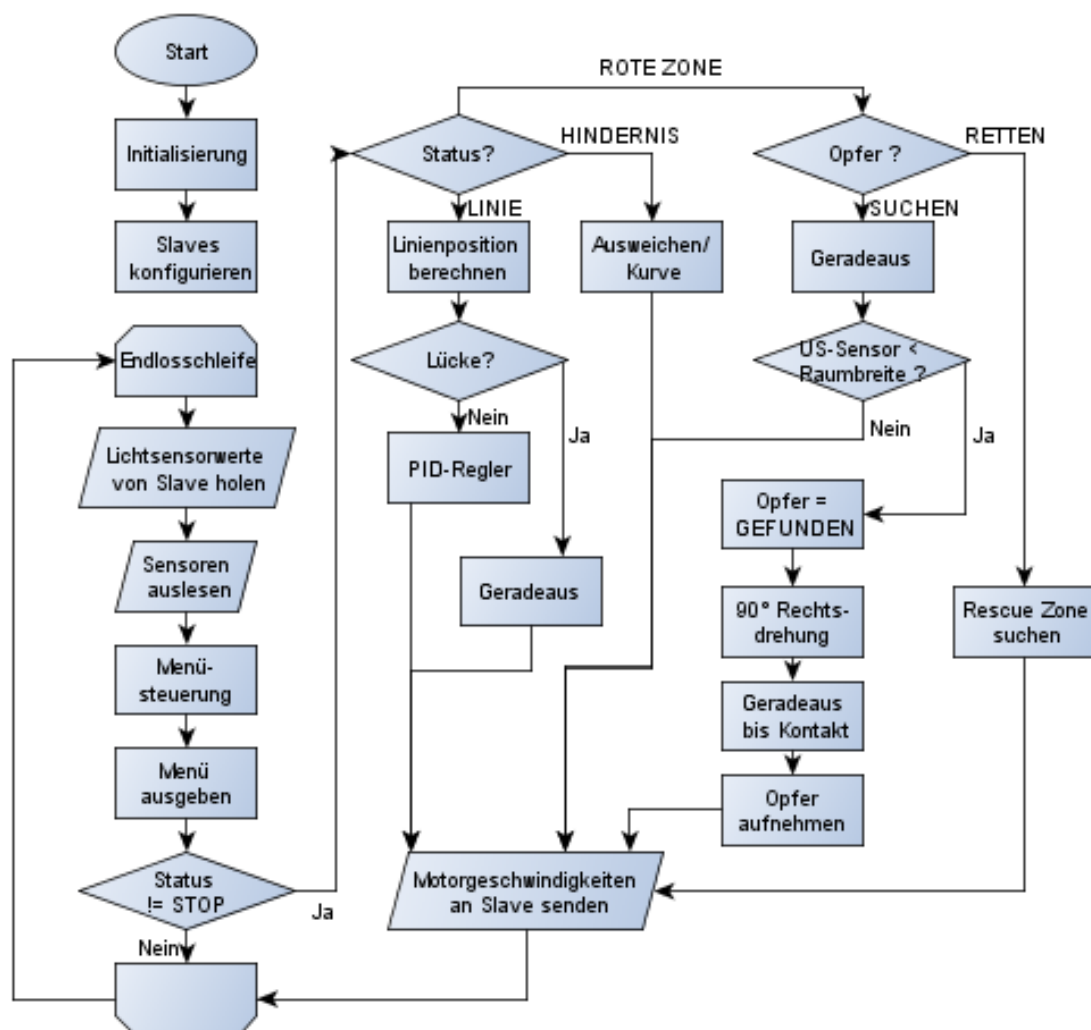 Start
Initialisierung
Slaves
konfigurieren
Endlosschleife
Lichtsensorwerte
von Slave holen
Sensoren
auslesen
Menü-
steuerung
Menü
ausgeben
Status
!= STOP
Ja
Nein
ROTE ZONE
Status?
HINDERNIS
LINIE
Linienposition
berechnen
Ausweichen/
Kurve
Lücke?
Nein
Ja
PID-Regler
Geradeaus
Opfer ?
RETTEN
SUCHEN
Geradeaus
US-Sensor <
Raumbreite ?
Nein
Ja
Opfer =
GEFUNDEN
90° Rechts-
drehung
Geradeaus
bis Kontakt
Opfer
aufnehmen
Rescue Zone
suchen
Motorgeschwindigkeiten
an Slave senden